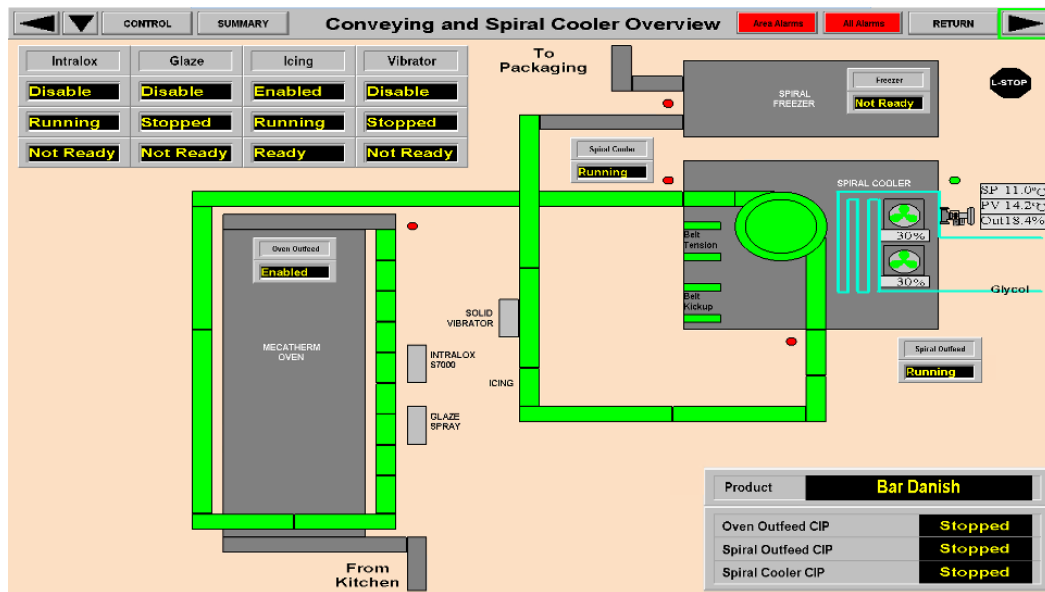 CONTROL
SUMMARY
Conveying and Spiral Cooler Overview
Area Alarms
All Alarms
RETURN
Intralox
Glaze
Icing
Vibrator
Disable
Disable
Enabled
Disable
Running
Stopped
Running
Stopped
Not Ready
Not Ready
Ready
Not Ready
To
Packaging
SPIRAL
FREEZER
Freezer
Not Ready
L-STOP
Spiral Cooler
Running
SPIRAL COOLER
SP 11.0°C
PV 14.2°C
Out18.4%
30%
30%
Glycol
Belt
Tension
Belt
Kickup
Oven Outfeed
Enabled
MECATHERM
OVEN
SOLID
VIBRATOR
INTRALOX
S7000
ICING
GLAZE
SPRAY
Spiral Outfeed
Running
From
Kitchen
Product
Bar Danish
Oven Outfeed CIP
Stopped
Spiral Outfeed CIP
Stopped
Spiral Cooler CIP
Stopped